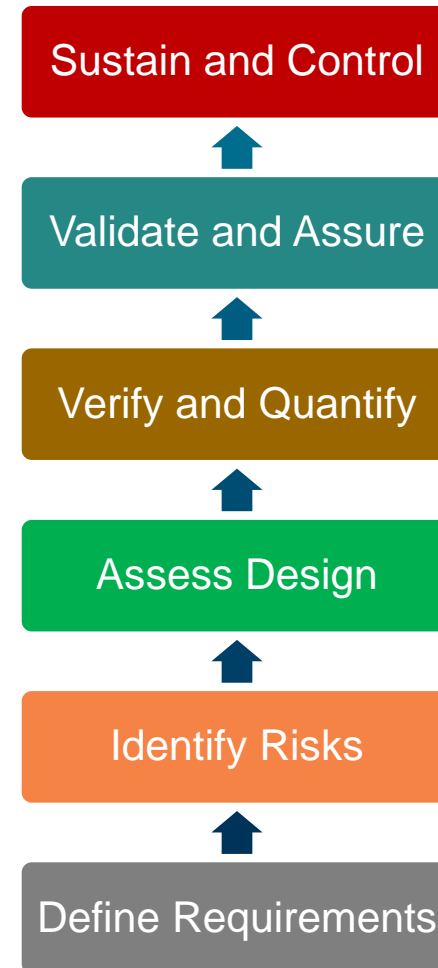 Sustain and Control
Validate and Assure
Verify and Quantify
Assess Design
Identify Risks
Define Requirements